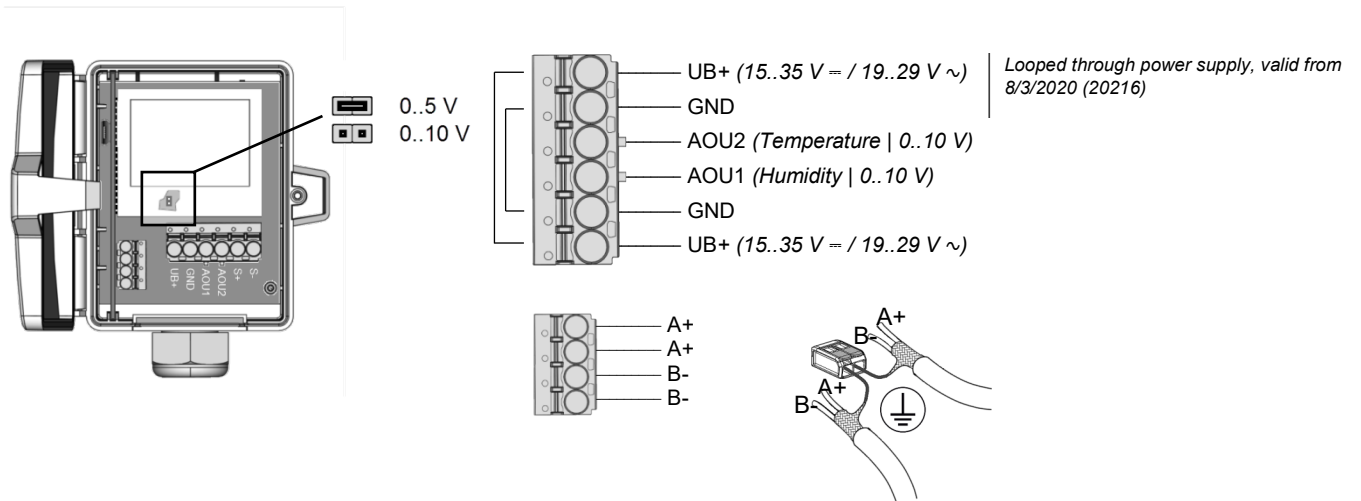 0..5 V
0..10 V
UB+
GND
AOU1
AOU2
S+
S-
UB+ (15..35 V ⎓ / 19..29 V ∿)
GND
AOU2 (Temperature | 0..10 V)
AOU1 (Humidity | 0..10 V)
GND
UB+ (15..35 V ⎓ / 19..29 V ∿)
Looped through power supply, valid from
8/3/2020 (20216)
A+
A+
B-
B-
A+
B-
A+
B-